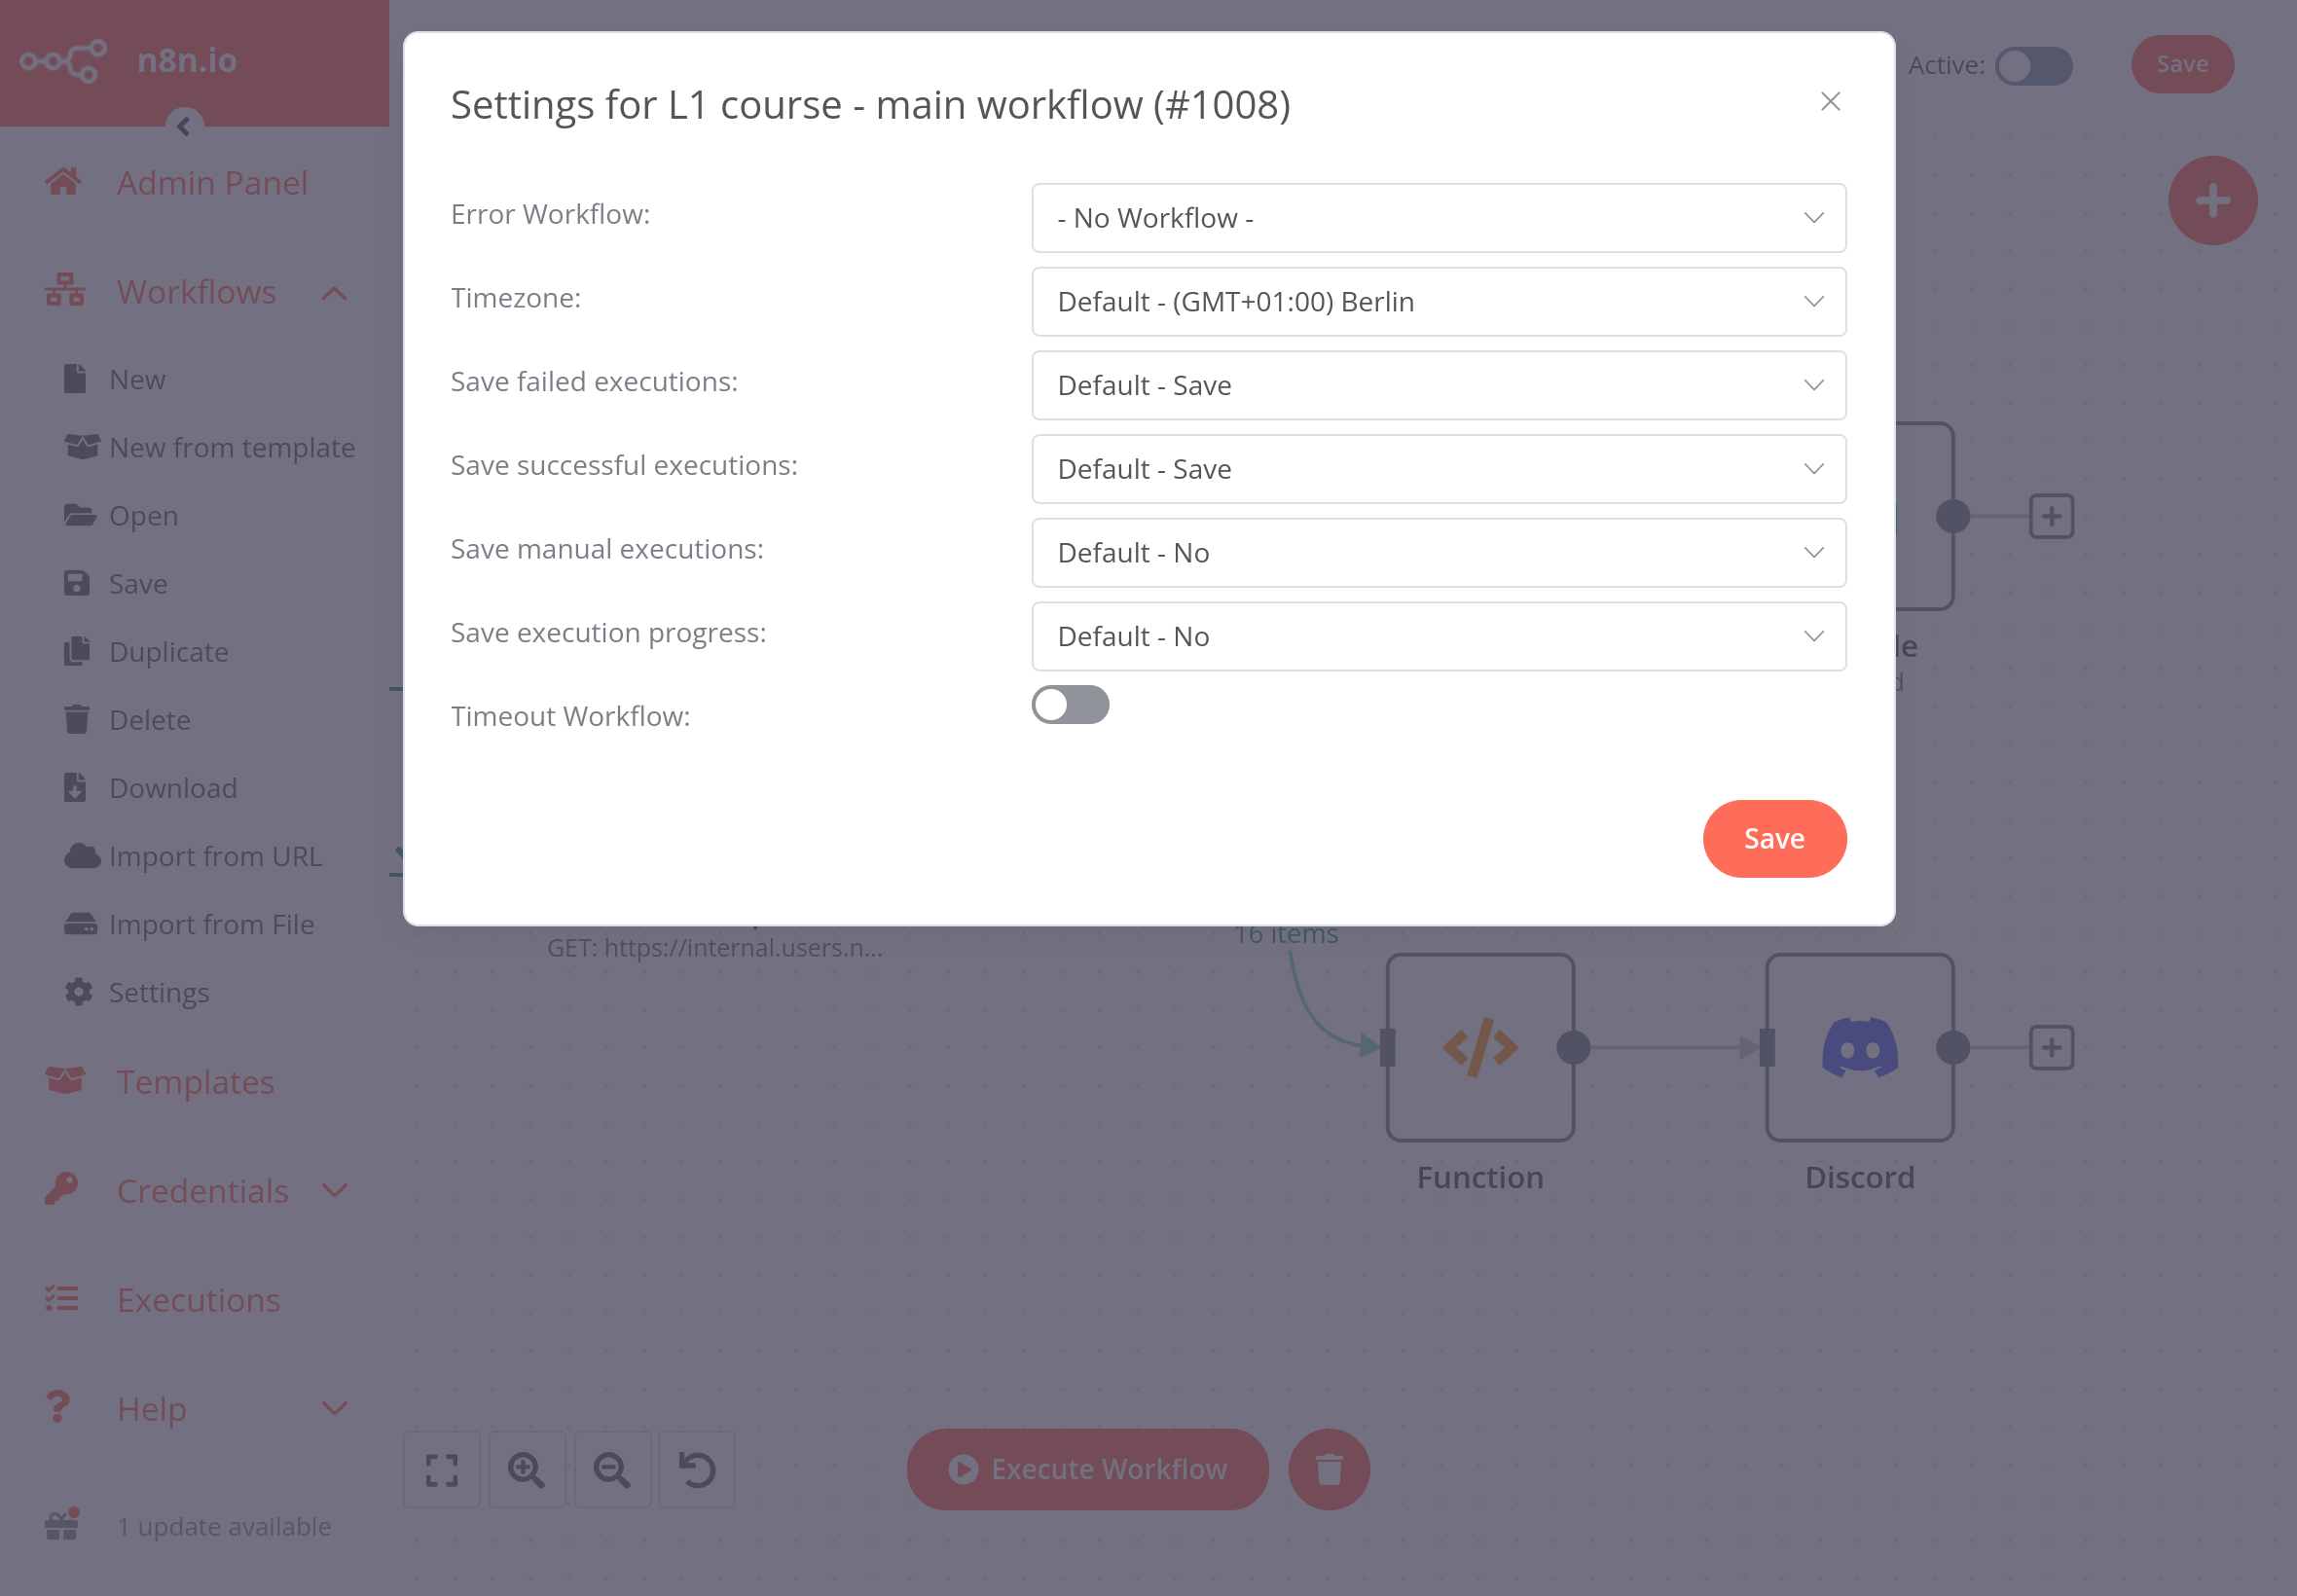 n8n.io
Active:
Save
Settings for L1 course - main workflow (#1008)
Error Workflow:
- No Workflow -
Timezone:
Default - (GMT+01:00) Berlin
Save failed executions:
Default - Save
Save successful executions:
Default - Save
Save manual executions:
Default - No
Save execution progress:
Default - No
Timeout Workflow:
Save
Admin Panel
Workflows
New
New from template
Open
Save
Duplicate
Delete
Download
Import from URL
Import from File
Settings
Templates
Credentials
Executions
Help
1 update available
le
d
GET: https://internal.users.n...
16 items
Function
Discord
Execute Workflow